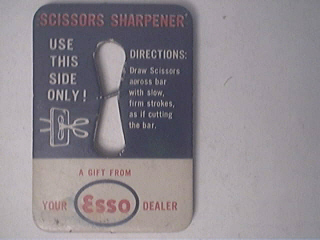 SCISSORS SHARPENER
USE
THIS
SIDE
ONLY!
DIRECTIONS:
Draw Scissors
across bar
with slow,
firm strokes,
as if cutting
the bar.
A GIFT FROM
YOUR Esso DEALER